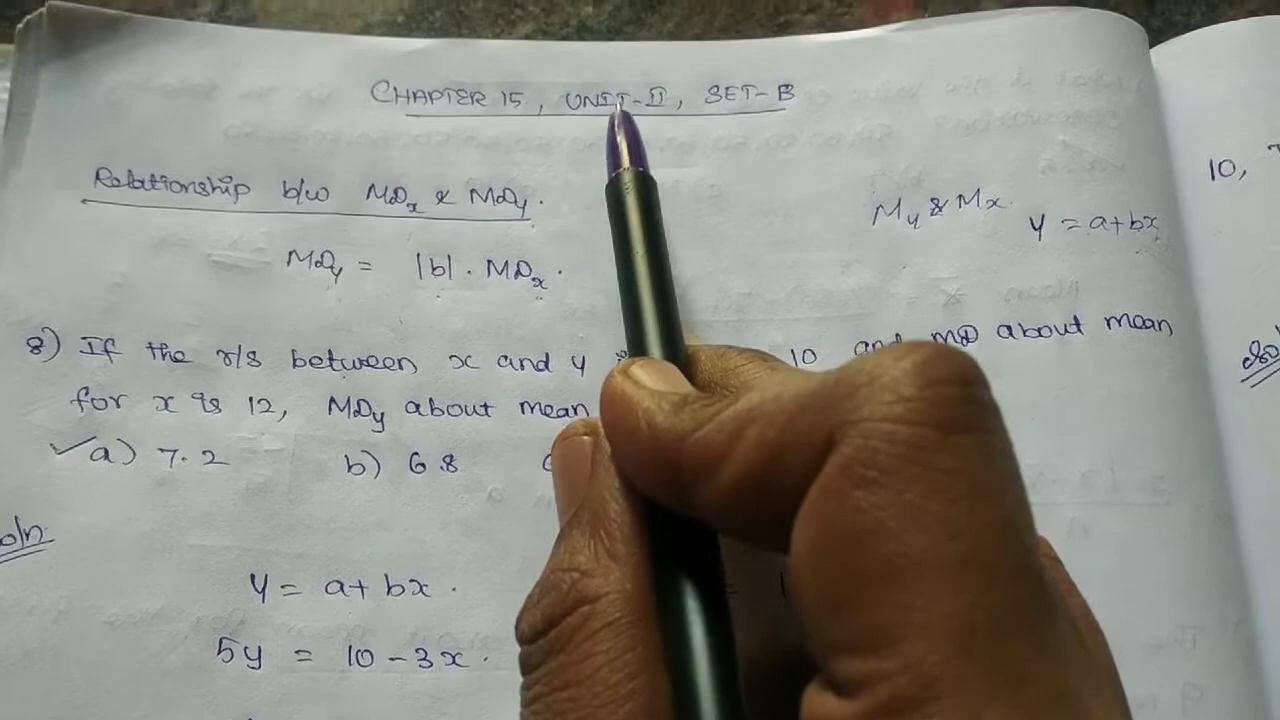 CHAPTER 15, UNIT-II, SET-B
Relationship b/w MDx & MDy.
My & Mx. y = a+bx
MDy = |b|. MDx.
10,
8) If the r/s between x and y 10 and MD about mean
for x is 12, MDy about mean
a) 7.2 b) 6.8
y = a+ bx.
5y = 10-3x.